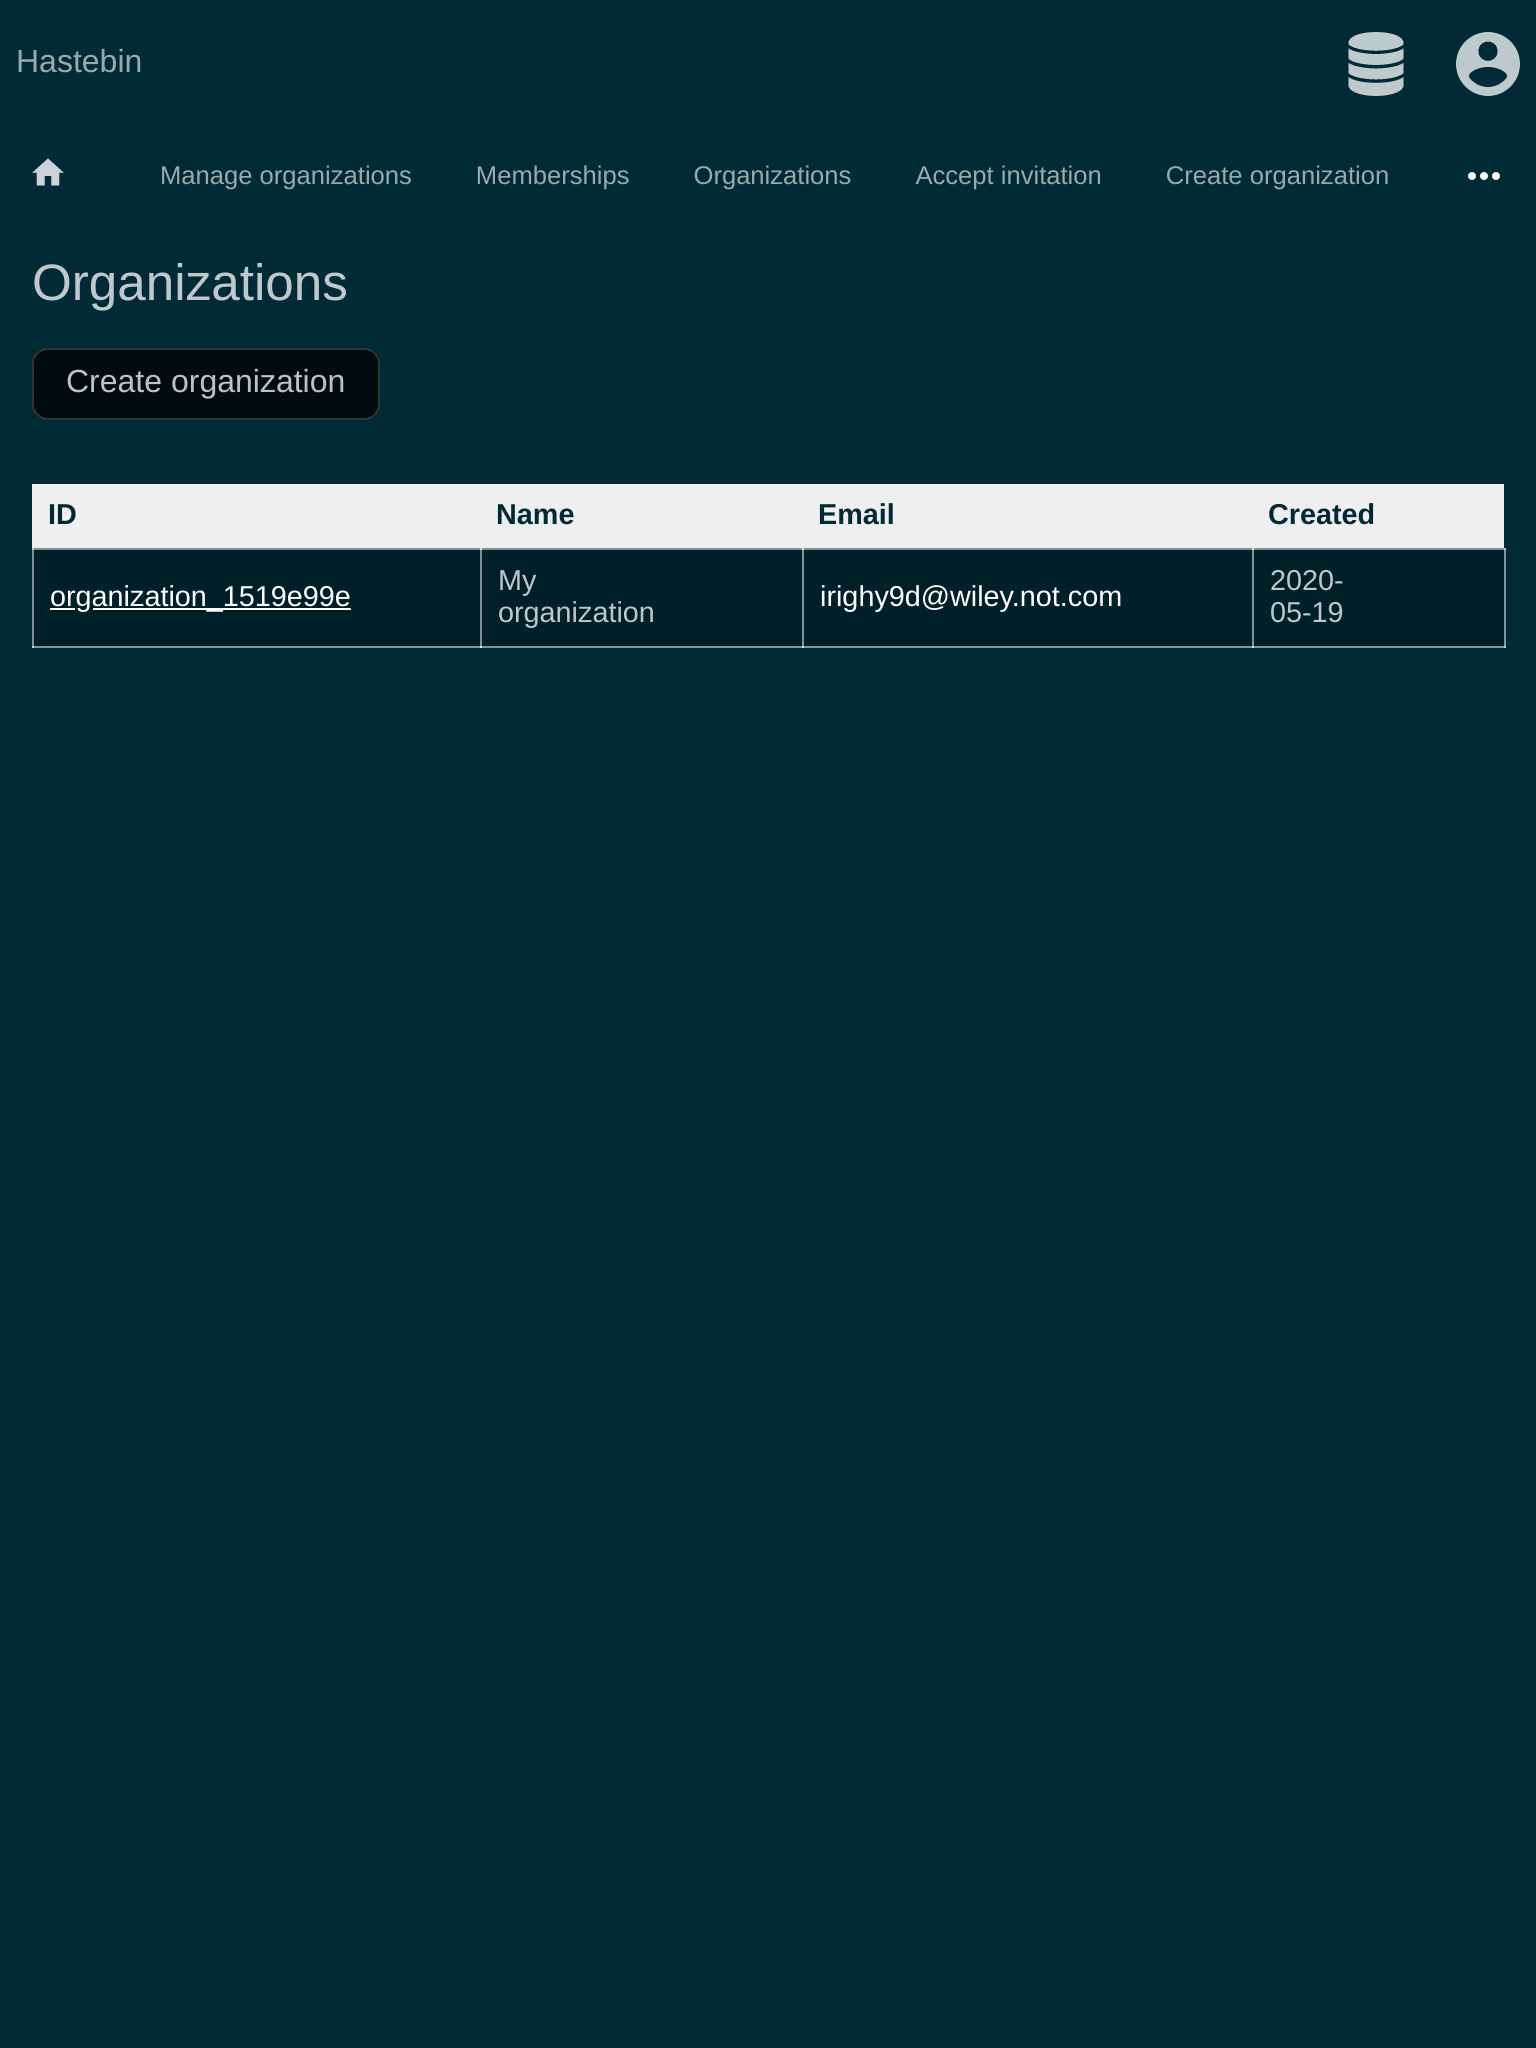 Hastebin
Manage organizations Memberships Organizations Accept invitation Create organization
Organizations
Create organization
ID Name Email Created
organization_1519e99e My organization irighy9d@wiley.not.com 2020-05-19